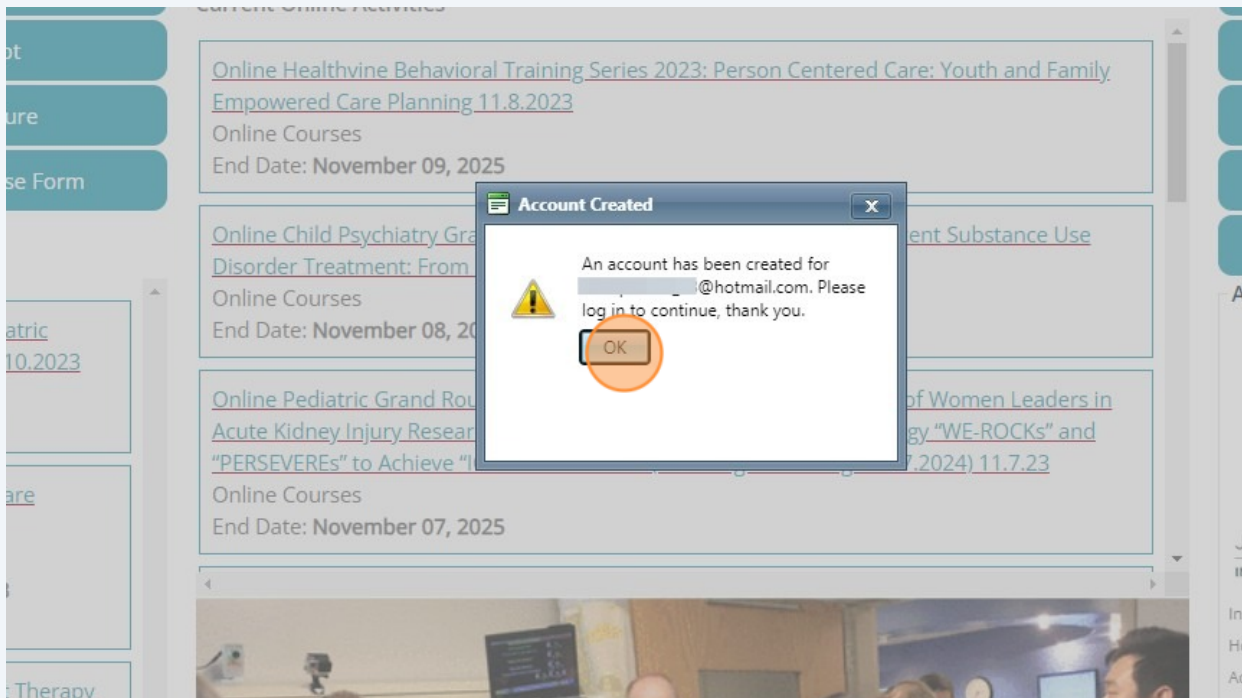 Current Online Activities
ure
se Form
atric
10.2023
are
Therapy
Online Healthvine Behavioral Training Series 2023: Person Centered Care: Youth and Family
Empowered Care Planning 11.8.2023
Online Courses
End Date: November 09, 2025
Online Child Psychiatry Gra
ent Substance Use
Disorder Treatment: From
Online Courses
End Date: November 08, 20
Online Pediatric Grand Rou
of Women Leaders in
Acute Kidney Injury Resear
gy “WE-ROCKs” and
“PERSEVEREs” to Achieve “I
7.2024) 11.7.23
Online Courses
End Date: November 07, 2025
Account Created
x
An account has been created for
@hotmail.com. Please
log in to continue, thank you.
OK
In